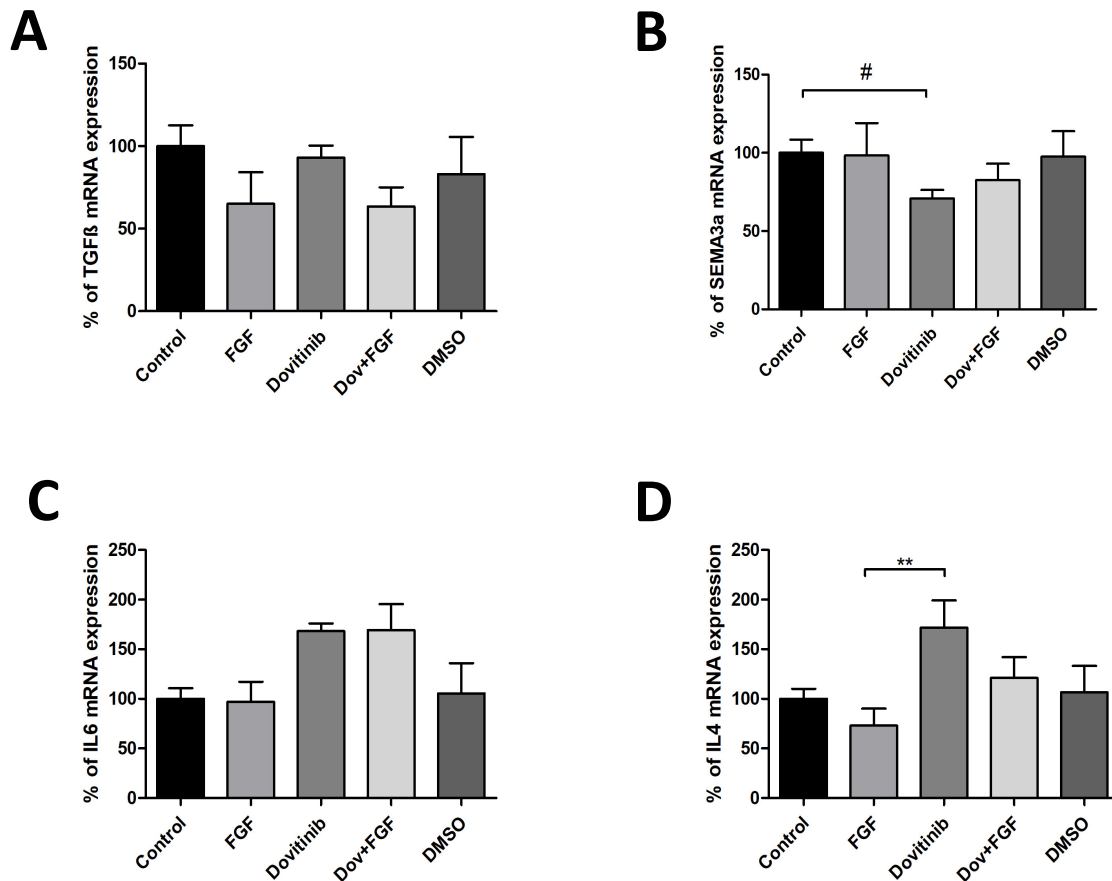 A
% of TGFß mRNA expression
150
100
50
0
Control
FGF
Dovitinib
Dov+FGF
DMSO
B
% of SEMA3a mRNA expression
150
100
50
0
#
Control
FGF
Dovitinib
Dov+FGF
DMSO
C
% of IL6 mRNA expression
250
200
150
100
50
0
Control
FGF
Dovitinib
Dov+FGF
DMSO
D
% of IL4 mRNA expression
250
200
150
100
50
0
**
Control
FGF
Dovitinib
Dov+FGF
DMSO